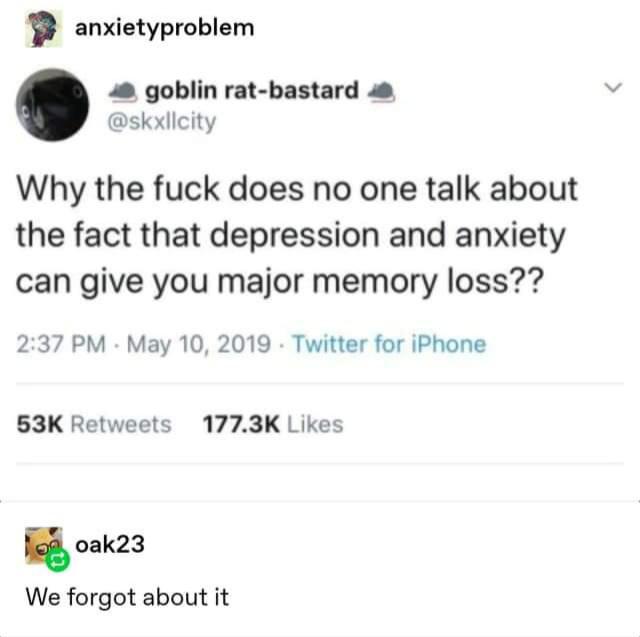 anxietyproblem
goblin rat-bastard
@skxllcity
Why the fuck does no one talk about
the fact that depression and anxiety
can give you major memory loss??
2:37 PM · May 10, 2019 · Twitter for iPhone
53K Retweets 177.3K Likes
oak23
We forgot about it